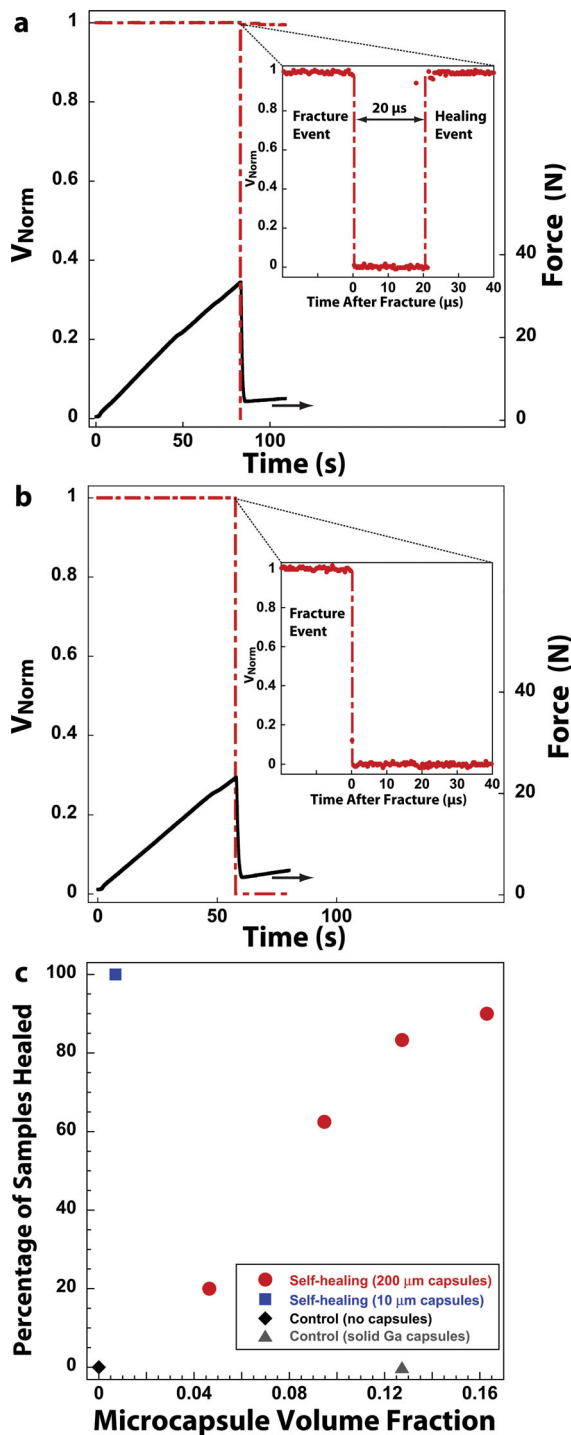 a
1
0.8
0.6
0.4
0.2
0
V_Norm
40
20
0
Force (N)
0 50 100
Time (s)
1
0.8
0.6
0.4
0.2
0
V_Norm
Fracture Event
20 µs
Healing Event
0 10 20 30 40
Time After Fracture (µs)
b
1
0.8
0.6
0.4
0.2
0
V_Norm
40
20
0
Force (N)
0 50 100
Time (s)
1
0.8
0.6
0.4
0.2
0
V_Norm
Fracture
Event
0 10 20 30 40
Time After Fracture (µs)
c
100
80
60
40
20
0
Percentage of Samples Healed
Self-healing (200 µm capsules)
Self-healing (10 µm capsules)
Control (no capsules)
Control (solid Ga capsules)
0 0.04 0.08 0.12 0.16
Microcapsule Volume Fraction